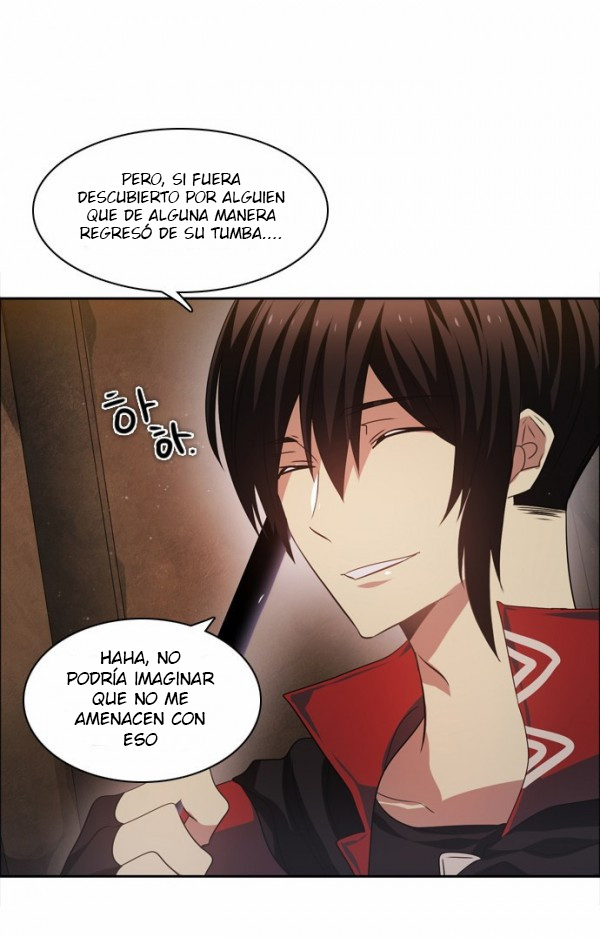 PERO, SI FUERA
DESCUBIERTO POR ALGUIEN
QUE DE ALGUNA MANERA
REGRESÓ DE SU TUMBA....
하
하.
HAHA, NO
PODRÍA IMAGINAR
QUE NO ME
AMENACEN CON
ESO